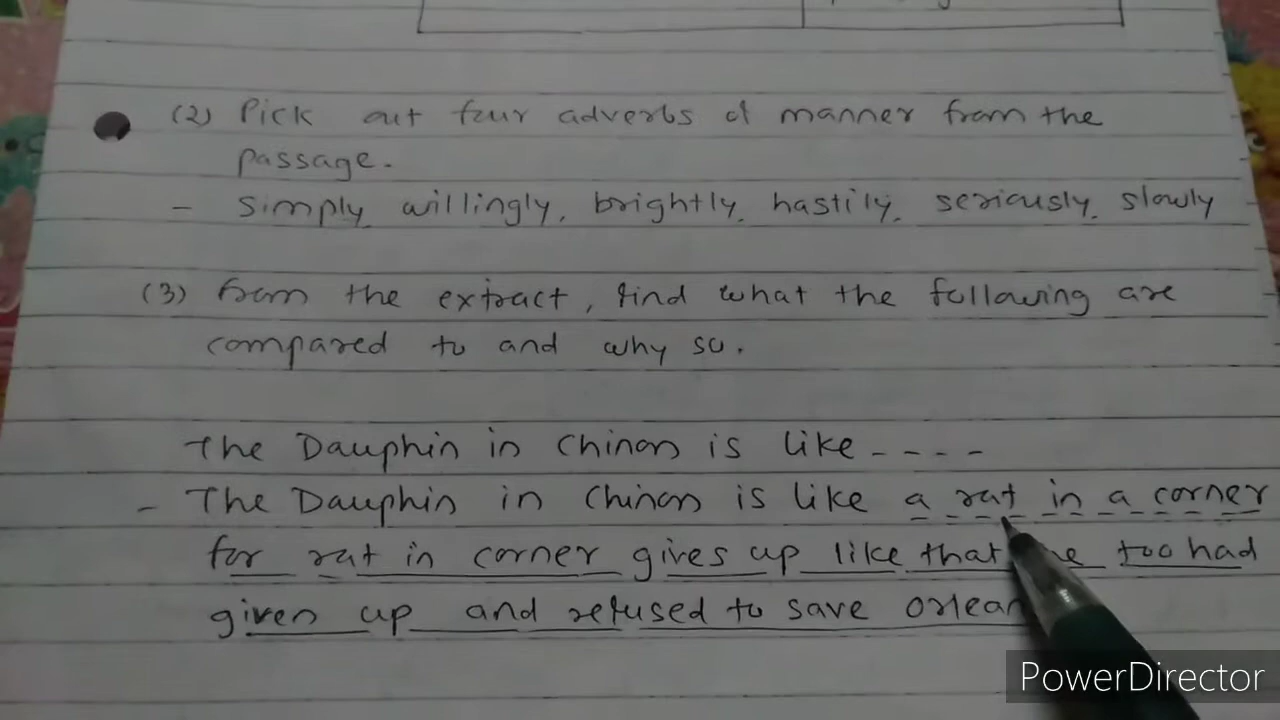 (2) Pick out four adverbs of manner from the
passage.
- Simply, willingly, brightly, hastily, seriously, slowly
(3) from the extract, find what the following are
compared to and why so.
The Dauphin in Chinon is like ----
- The Dauphin in Chinon is like a rat in a corner
for rat in corner gives up like that too had
given up and refused to save
PowerDirector